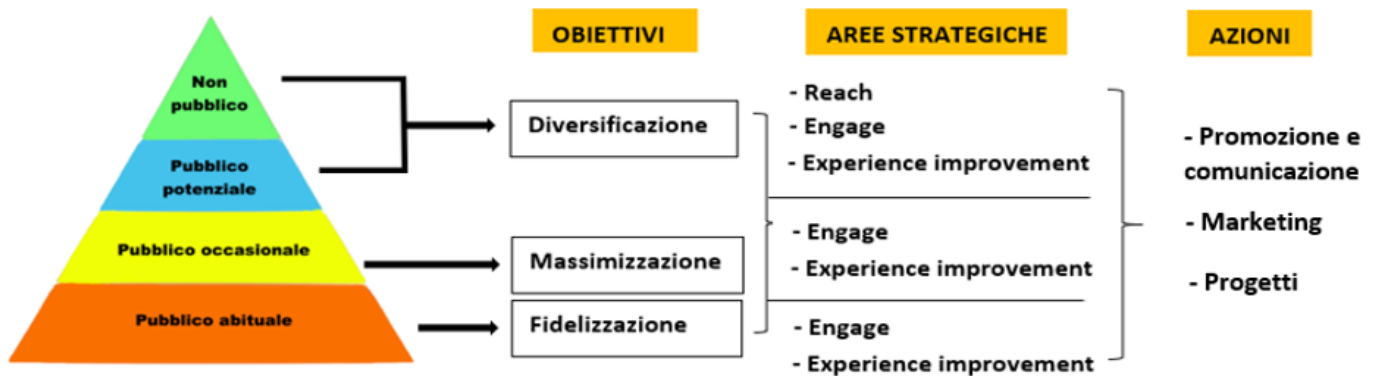 Non
pubblico
Pubblico
potenziale
Pubblico occasionale
Pubblico abituale
OBIETTIVI
Diversificazione
Massimizzazione
Fidelizzazione
AREE STRATEGICHE
- Reach
- Engage
- Experience improvement
- Engage
- Experience improvement
- Engage
- Experience improvement
AZIONI
- Promozione e
comunicazione
- Marketing
- Progetti